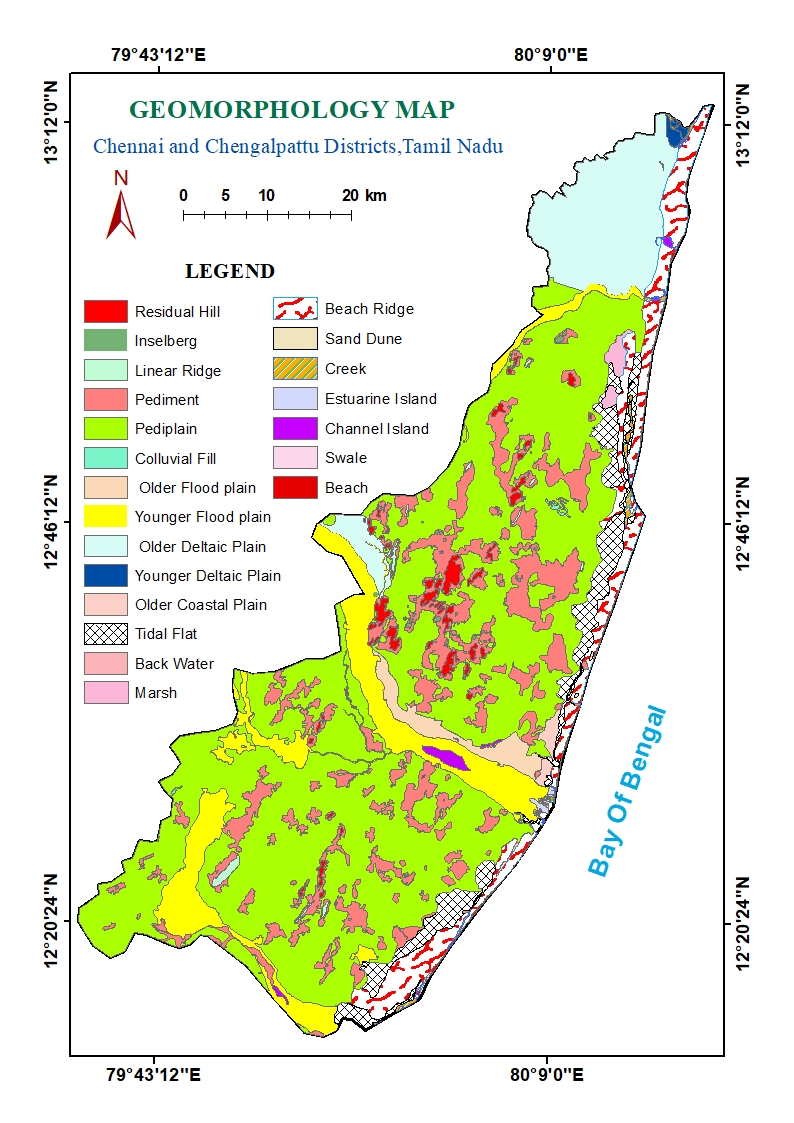 79°43'12"E 80°9'0"E
13°12'0"N 13°12'0"N
GEOMORPHOLOGY MAP
Chennai and Chengalpattu Districts,Tamil Nadu
N
0 5 10 20 km
LEGEND
Residual Hill
Inselberg
Linear Ridge
Pediment
Pediplain
Colluvial Fill
Older Flood plain
Younger Flood plain
Older Deltaic Plain
Younger Deltaic Plain
Older Coastal Plain
Tidal Flat
Back Water
Marsh
Beach Ridge
Sand Dune
Creek
Estuarine Island
Channel Island
Swale
Beach
12°46'12"N 12°46'12"N
Bay Of Bengal
12°20'24"N 12°20'24"N
79°43'12"E 80°9'0"E